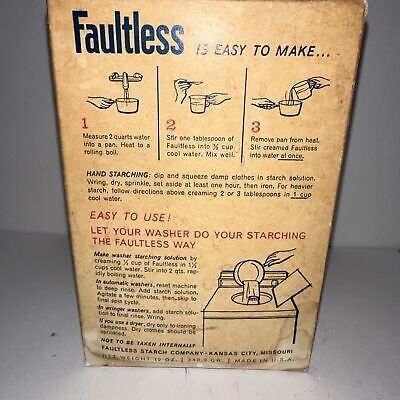 Faultless IS EASY TO MAKE...
1
Measure 2 quarts water
into a pan. Heat to a
rolling boil.
2
Stir one tablespoon of
Faultless into ½ cup
cool water. Mix well.
3
Remove pan from heat.
Stir creamed Faultless
into water at once.
HAND STARCHING: dip and squeeze damp clothes in starch solution.
Wring, dry, sprinkle, set aside at least one hour, then iron. For heavier
starch, follow directions above creaming 2 or 3 tablespoons in 1 cup
cool water.
EASY TO USE!
LET YOUR WASHER DO YOUR STARCHING
THE FAULTLESS WAY
Make washer starching solution by
creaming ½ cup of Faultless in 1½
cups cool water. Stir into 2 qts. rap-
idly boiling water.
In automatic washers, reset machine
to deep rinse. Add starch solution.
Agitate a few minutes, then skip to
final spin cycle.
In wringer washers, add starch solu-
tion to final rinse. Wring.
If you use a dryer, dry only to ironing
dampness. Dry clothes starched
should be.
NOT TO BE TAKEN INTERNALLY
FAULTLESS STARCH COMPANY • KANSAS CITY, MISSOURI
NET WEIGHT 12 OZ. / 340.2 GR. / MADE IN U.S.A.